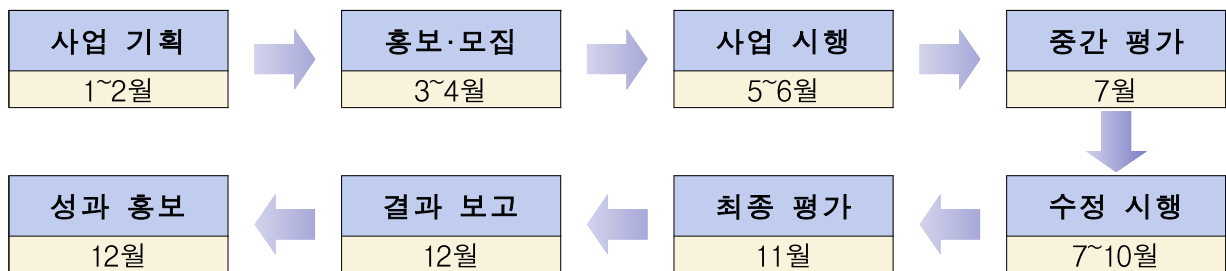 사업 기획
1~2월
홍보·모집
3~4월
사업 시행
5~6월
중간 평가
7월
수정 시행
7~10월
최종 평가
11월
결과 보고
12월
성과 홍보
12월